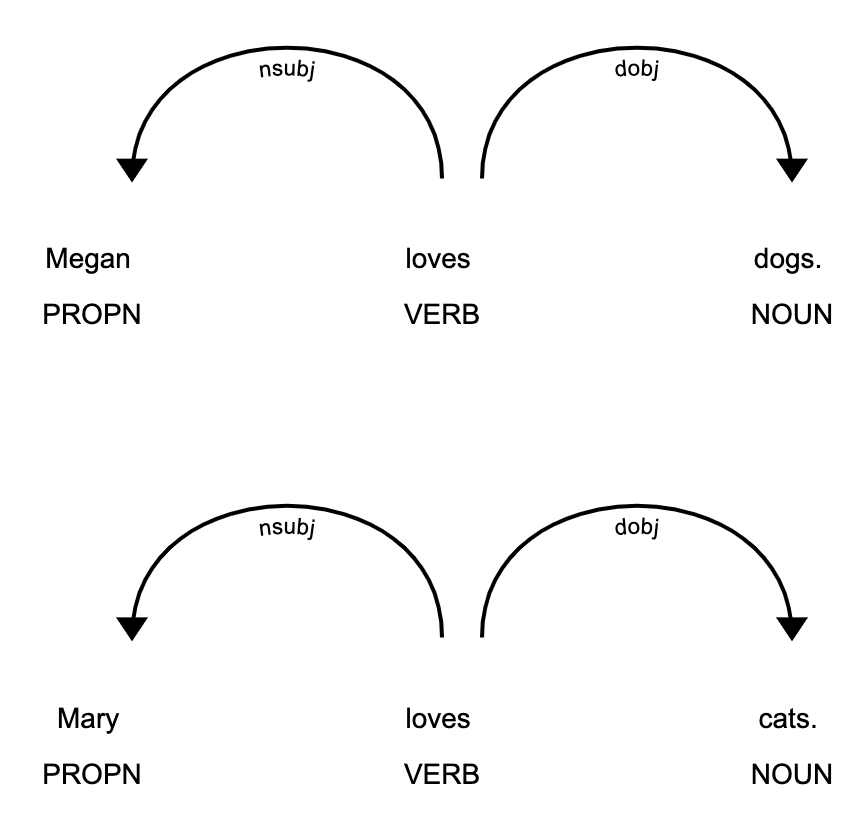 nsubj dobj
Megan loves dogs.
PROPN VERB NOUN
nsubj dobj
Mary loves cats.
PROPN VERB NOUN